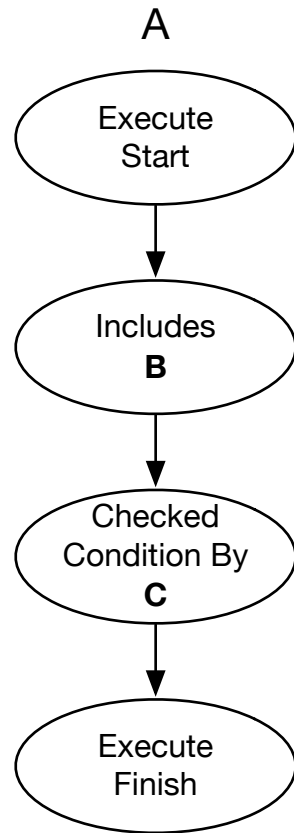 A
Execute
Start
Includes
B
Checked
Condition By
C
Execute
Finish